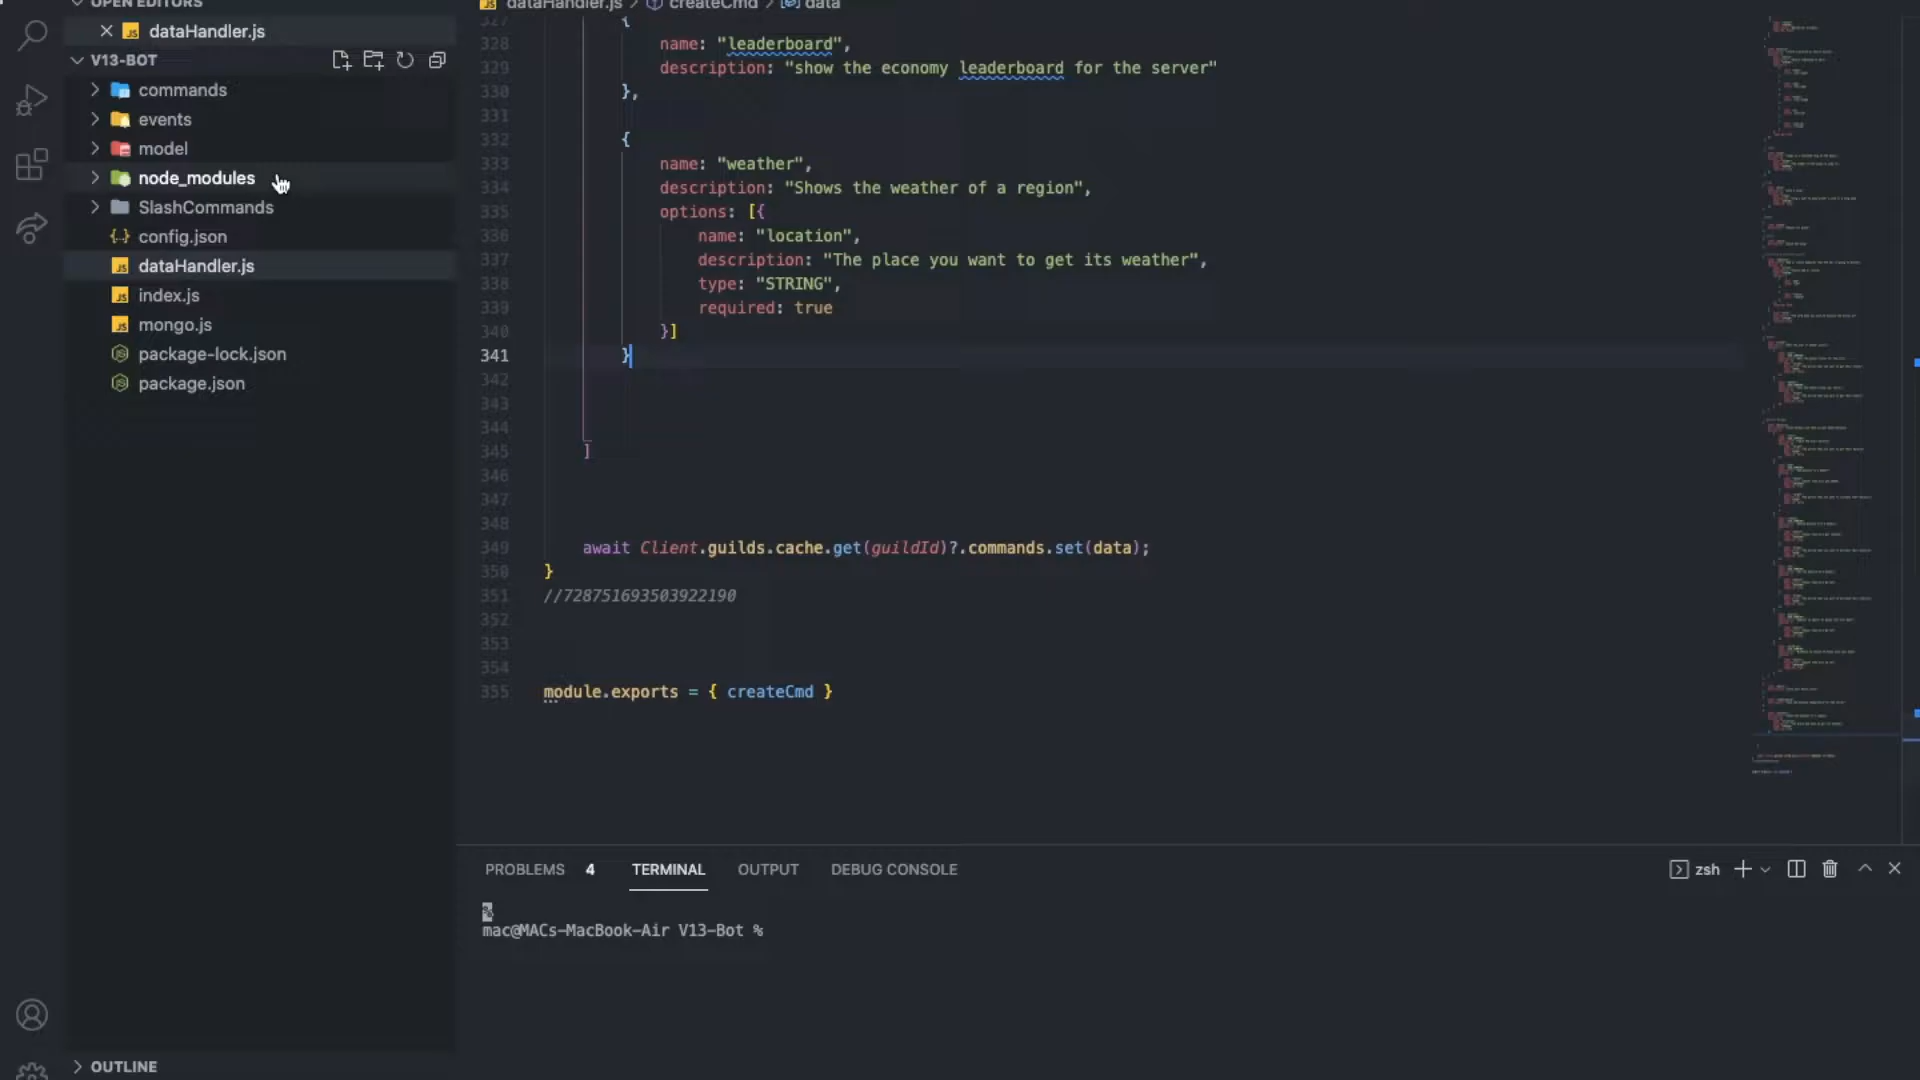 OPEN EDITORS
dataHandler.js
V13-BOT
commands
events
model
node_modules
SlashCommands
config.json
dataHandler.js
index.js
mongo.js
package-lock.json
package.json
OUTLINE
dataHandler.js > createCmd > data
327 {
328 name: "leaderboard",
329 description: "show the economy leaderboard for the server"
330 },
331
332 {
333 name: "weather",
334 description: "Shows the weather of a region",
335 options: [{
336 name: "location",
337 description: "The place you want to get its weather",
338 type: "STRING",
339 required: true
340 }]
341 }
342
343
344
345 ]
346
347
348
349 await Client.guilds.cache.get(guildId)?.commands.set(data);
350 }
351 //728751693503922190
352
353
354
355 module.exports = { createCmd }
PROBLEMS 4 TERMINAL OUTPUT DEBUG CONSOLE
zsh
%
mac@MACs-MacBook-Air V13-Bot %